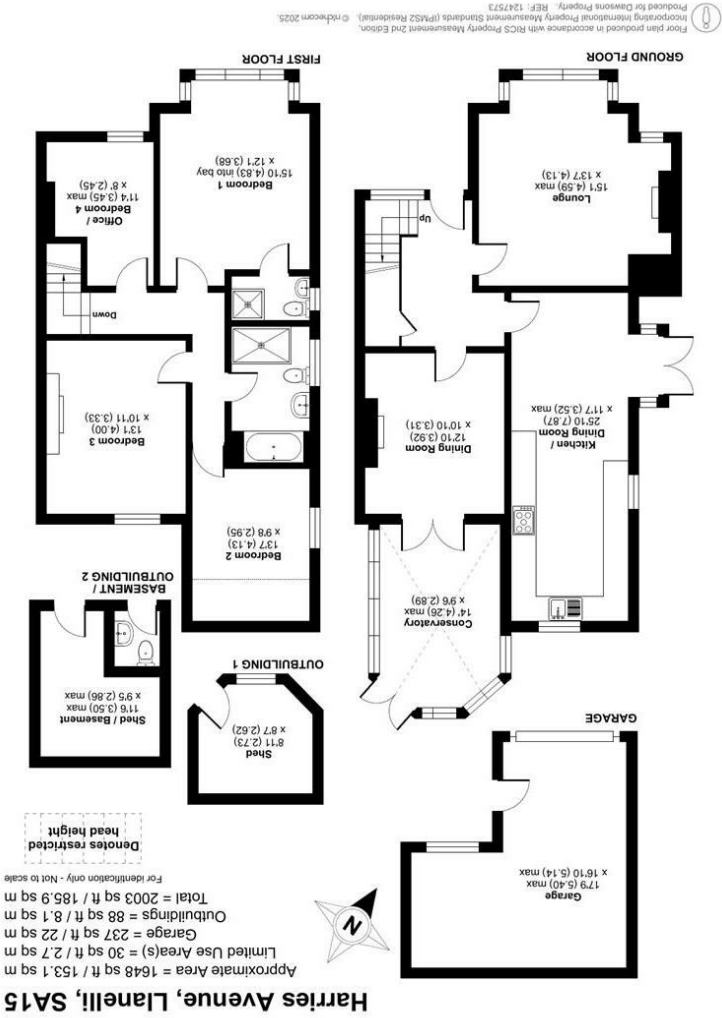 Harries Avenue, Llanelli, SA15
Approximate Area = 1648 sq ft / 153.1 sq m
Limited Use Area(s) = 30 sq ft / 2.7 sq m
Garage = 237 sq ft / 22 sq m
Outbuildings = 88 sq ft / 8.1 sq m
Total = 2003 sq ft / 185.9 sq m
For identification only - Not to scale
N
Denotes restricted
head height
Garage
17'9 (5.40) max
x 16'10 (5.14) max
GARAGE
Shed
8'11 (2.73)
x 8'7 (2.62)
OUTBUILDING 1
Shed / Basement
11'6 (3.50) max
x 9'5 (2.86) max
BASEMENT /
OUTBUILDING 2
Conservatory
14' (4.26) max
x 9'6 (2.89)
Kitchen /
Dining Room
25'10 (7.87)
x 11'7 (3.52) max
Dining Room
12'10 (3.92)
x 10'10 (3.31)
Up
Lounge
15'1 (4.59) max
x 13'7 (4.13)
GROUND FLOOR
Bedroom 2
13'7 (4.13)
x 9'8 (2.95)
Bedroom 3
13'1 (4.00)
x 10'11 (3.33)
Down
Bedroom 4
/ Office
11'4 (3.45) max
x 8' (2.45)
Bedroom 1
15'10 (4.83) into bay
x 12'1 (3.68)
FIRST FLOOR
Floor plan produced in accordance with RICS Property Measurement 2nd Edition,
Incorporating International Property Measurement Standards (IPMS2 Residential). © nichecom 2025.
Produced for Dawsons Property. REF: 1247573